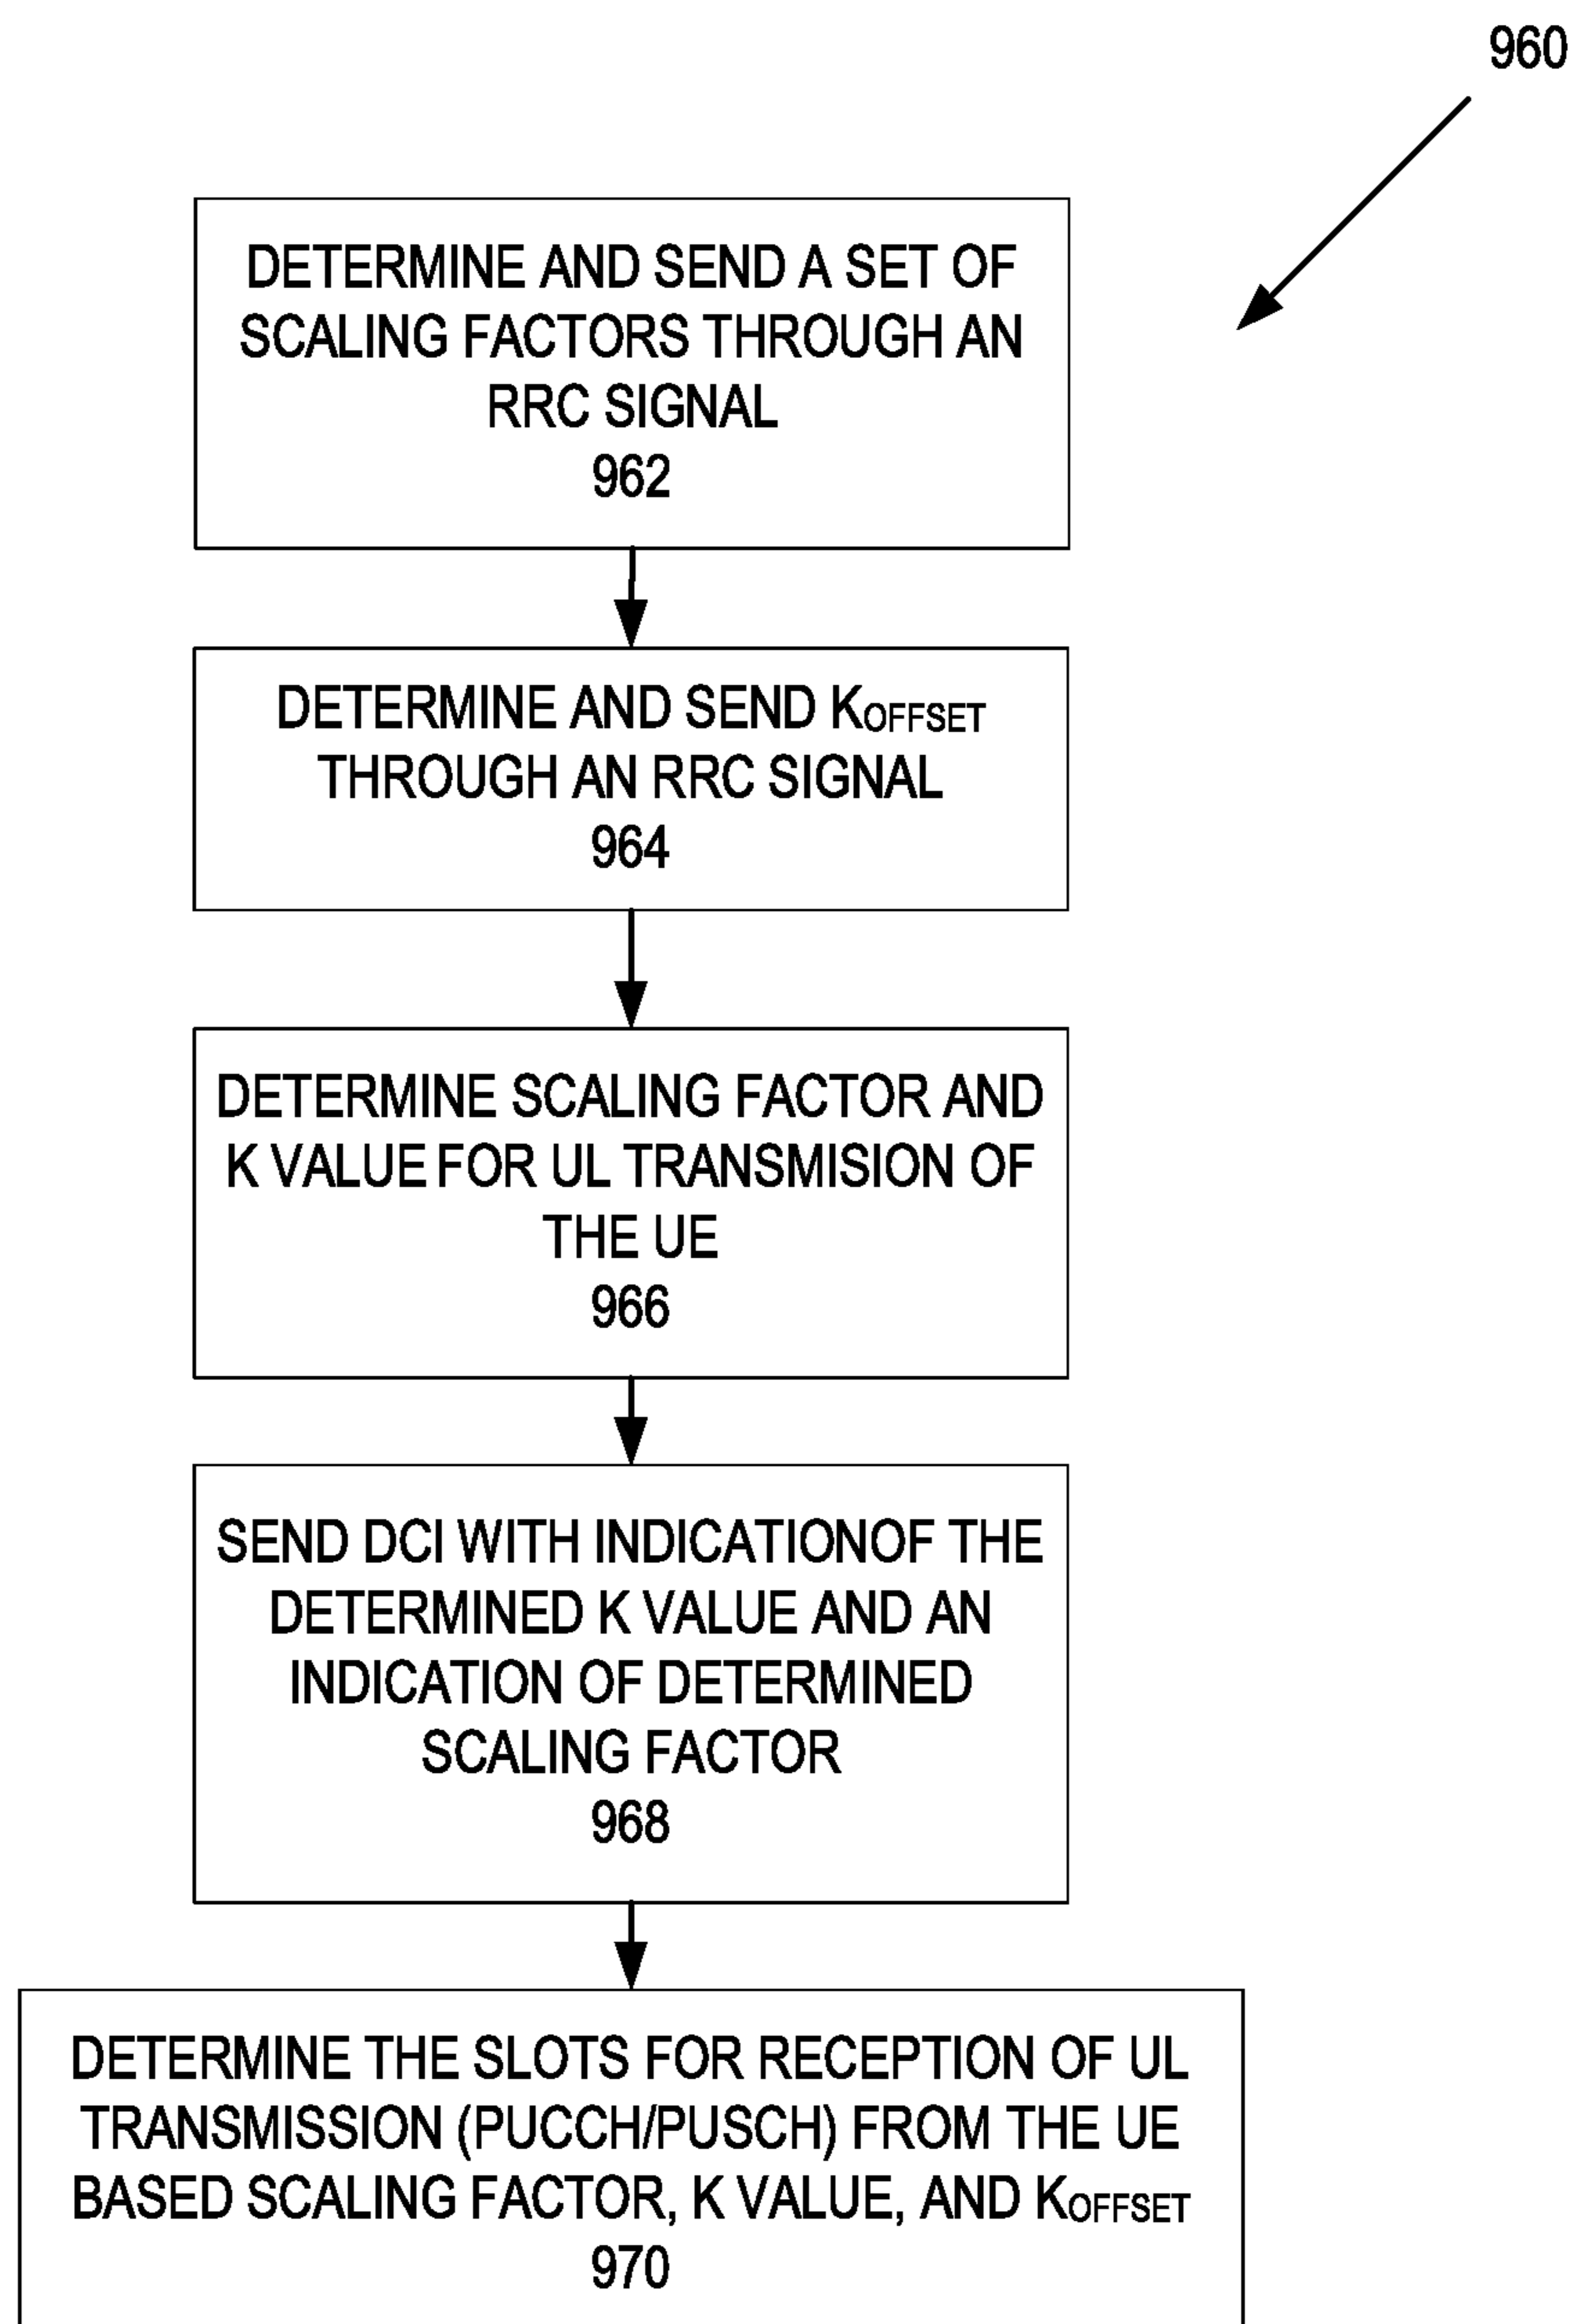 960
DETERMINE AND SEND A SET OF
SCALING FACTORS THROUGH AN
RRC SIGNAL
962
DETERMINE AND SEND KOFFSET
THROUGH AN RRC SIGNAL
964
DETERMINE SCALING FACTOR AND
K VALUE FOR UL TRANSMISION OF
THE UE
966
SEND DCI WITH INDICATIONOF THE
DETERMINED K VALUE AND AN
INDICATION OF DETERMINED
SCALING FACTOR
968
DETERMINE THE SLOTS FOR RECEPTION OF UL
TRANSMISSION (PUCCH/PUSCH) FROM THE UE
BASED SCALING FACTOR, K VALUE, AND KOFFSET
970